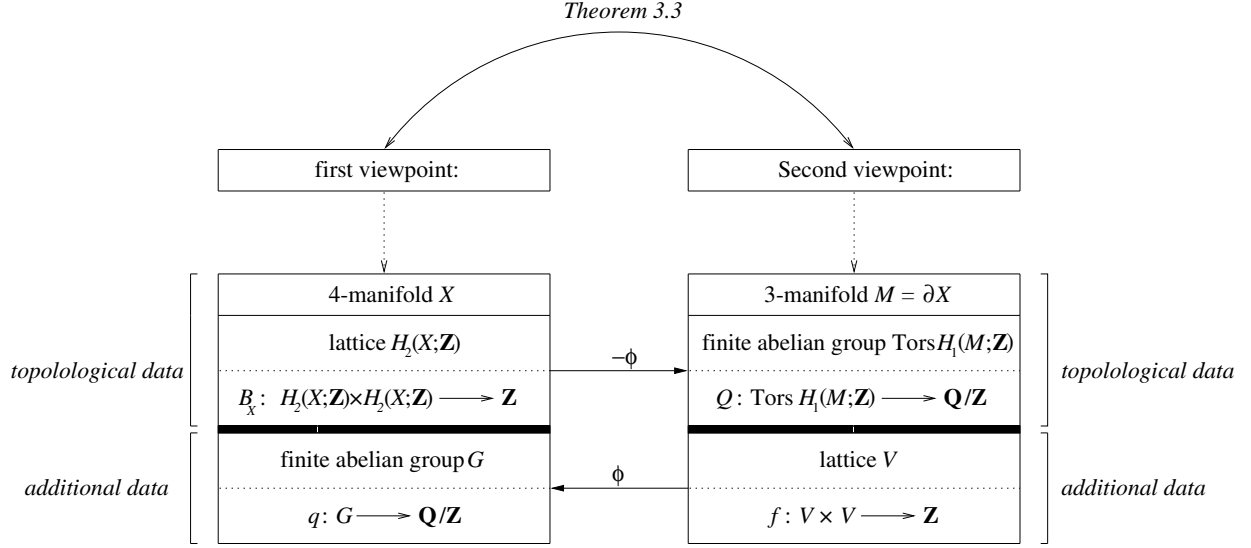 Theorem 3.3
first viewpoint:
Second viewpoint:
4-manifold X
3-manifold M = ∂X
lattice H₂(X;Z)
finite abelian group Tors H₁(M;Z)
topolological data
−ϕ
topolological data
B_X : H₂(X;Z)×H₂(X;Z) ⟶ Z
Q : Tors H₁(M;Z) ⟶ Q/Z
finite abelian group G
lattice V
additional data
ϕ
additional data
q : G ⟶ Q/Z
f : V × V ⟶ Z